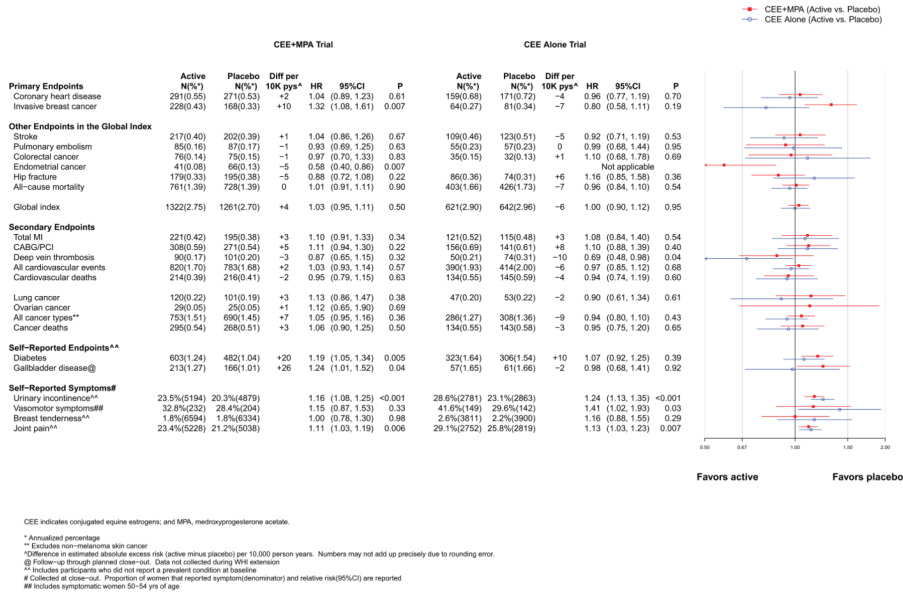 CEE+MPA (Active vs. Placebo)
CEE Alone (Active vs. Placebo)
CEE+MPA Trial CEE Alone Trial
Active Placebo Diff per Active Placebo Diff per
Primary Endpoints N(%*) N(%*) 10K pys^ HR 95%CI P N(%*) N(%*) 10K pys^ HR 95%CI P
Coronary heart disease 291(0.55) 271(0.53) +2 1.04 (0.89, 1.23) 0.61 159(0.68) 171(0.72) −4 0.96 (0.77, 1.19) 0.70
Invasive breast cancer 228(0.43) 168(0.33) +10 1.32 (1.08, 1.61) 0.007 64(0.27) 81(0.34) −7 0.80 (0.58, 1.11) 0.19
Other Endpoints in the Global Index
Stroke 217(0.40) 202(0.39) +1 1.04 (0.86, 1.26) 0.67 109(0.46) 123(0.51) −5 0.92 (0.71, 1.19) 0.53
Pulmonary embolism 85(0.16) 87(0.17) −1 0.93 (0.69, 1.25) 0.63 55(0.23) 57(0.23) 0 0.99 (0.68, 1.44) 0.95
Colorectal cancer 76(0.14) 75(0.15) −1 0.97 (0.70, 1.33) 0.83 35(0.15) 32(0.13) +1 1.10 (0.68, 1.78) 0.69
Endometrial cancer 41(0.08) 66(0.13) −5 0.58 (0.40, 0.86) 0.007 Not applicable
Hip fracture 179(0.33) 195(0.38) −5 0.88 (0.72, 1.08) 0.22 86(0.36) 74(0.31) +6 1.16 (0.85, 1.58) 0.36
All−cause mortality 761(1.39) 728(1.39) 0 1.01 (0.91, 1.11) 0.90 403(1.66) 426(1.73) −7 0.96 (0.84, 1.10) 0.54
Global index 1322(2.75) 1261(2.70) +4 1.03 (0.95, 1.11) 0.50 621(2.90) 642(2.96) −6 1.00 (0.90, 1.12) 0.95
Secondary Endpoints
Total MI 221(0.42) 195(0.38) +3 1.10 (0.91, 1.33) 0.34 121(0.52) 115(0.48) +3 1.08 (0.84, 1.40) 0.54
CABG/PCI 308(0.59) 271(0.54) +5 1.11 (0.94, 1.30) 0.22 156(0.69) 141(0.61) +8 1.10 (0.88, 1.39) 0.40
Deep vein thrombosis 90(0.17) 101(0.20) −3 0.87 (0.65, 1.15) 0.32 50(0.21) 74(0.31) −10 0.69 (0.48, 0.98) 0.04
All cardiovascular events 820(1.70) 783(1.68) +2 1.03 (0.93, 1.14) 0.57 390(1.93) 414(2.00) −6 0.97 (0.85, 1.12) 0.68
Cardiovascular deaths 214(0.39) 216(0.41) −2 0.95 (0.79, 1.15) 0.63 134(0.55) 145(0.59) −4 0.94 (0.74, 1.19) 0.60
Lung cancer 120(0.22) 101(0.19) +3 1.13 (0.86, 1.47) 0.38 47(0.20) 53(0.22) −2 0.90 (0.61, 1.34) 0.61
Ovarian cancer 29(0.05) 25(0.05) +1 1.12 (0.65, 1.90) 0.69
All cancer types** 753(1.51) 690(1.45) +7 1.05 (0.95, 1.16) 0.36 286(1.27) 308(1.36) −9 0.94 (0.80, 1.10) 0.43
Cancer deaths 295(0.54) 268(0.51) +3 1.06 (0.90, 1.25) 0.50 134(0.55) 143(0.58) −3 0.95 (0.75, 1.20) 0.65
Self−Reported Endpoints^^
Diabetes 603(1.24) 482(1.04) +20 1.19 (1.05, 1.34) 0.005 323(1.64) 306(1.54) +10 1.07 (0.92, 1.25) 0.39
Gallbladder disease@ 213(1.27) 166(1.01) +26 1.24 (1.01, 1.52) 0.04 57(1.65) 61(1.66) −2 0.98 (0.68, 1.41) 0.92
Self−Reported Symptoms#
Urinary incontinence^^ 23.5%(5194) 20.3%(4879) 1.16 (1.08, 1.25) <0.001 28.6%(2781) 23.1%(2863) 1.24 (1.13, 1.35) <0.001
Vasomotor symptoms## 32.8%(232) 28.4%(204) 1.15 (0.87, 1.53) 0.33 41.6%(149) 29.6%(142) 1.41 (1.02, 1.93) 0.03
Breast tenderness^^ 1.8%(6594) 1.8%(6334) 1.00 (0.78, 1.30) 0.98 2.6%(3811) 2.2%(3900) 1.16 (0.88, 1.55) 0.29
Joint pain^^ 23.4%(5228) 21.2%(5038) 1.11 (1.03, 1.19) 0.006 29.1%(2752) 25.8%(2819) 1.13 (1.03, 1.23) 0.007
0.50 0.67 1.00 1.50 2.00
Favors active Favors placebo
CEE indicates conjugated equine estrogens; and MPA, medroxyprogesterone acetate.
* Annualized percentage
** Excludes non−melanoma skin cancer
^Difference in estimated absolute excess risk (active minus placebo) per 10,000 person years. Numbers may not add up precisely due to rounding error.
@ Follow−up through planned close−out. Data not collected during WHI extension
^^ Includes participants who did not report a prevalent condition at baseline
# Collected at close−out. Proportion of women that reported symptom(denominator) and relative risk(95%CI) are reported
## Includes symptomatic women 50−54 yrs of age